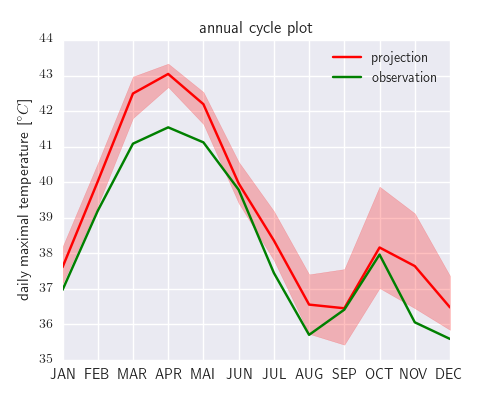 annual cycle plot
projection
observation
daily maximal temperature [°C]
44
43
42
41
40
39
38
37
36
35
JAN FEB MAR APR MAI JUN JUL AUG SEP OCT NOV DEC